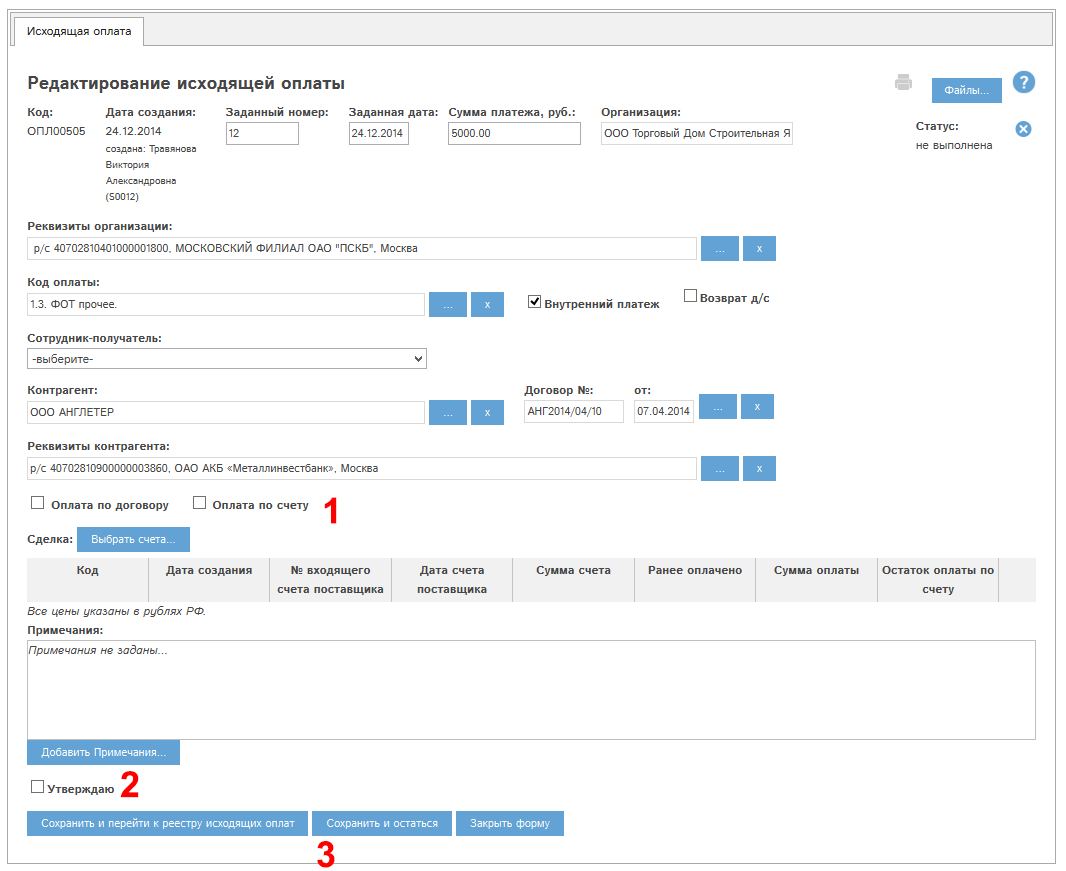 Исходящая оплата
Редактирование исходящей оплаты
Файлы...
?
Код: Дата создания: Заданный номер: Заданная дата: Сумма платежа, руб.: Организация:
ОПЛ00505 24.12.2014 12 24.12.2014 5000.00 ООО Торговый Дом Строительная Я
Статус:
не выполнена
создана: Травянова
Виктория
Александровна
(S0012)
Реквизиты организации:
р/с 40702810401000001800, МОСКОВСКИЙ ФИЛИАЛ ОАО "ПСКБ", Москва ... x
Код оплаты:
1.3. ФОТ прочее. ... x Внутренний платеж Возврат д/с
Сотрудник-получатель:
-выберите-
Контрагент: Договор №: от:
ООО АНГЛЕТЕР ... x АНГ2014/04/10 07.04.2014 ... x
Реквизиты контрагента:
р/с 40702810900000003860, ОАО АКБ «Металлинвестбанк», Москва ... x
Оплата по договору Оплата по счету 1
Сделка: Выбрать счета...
Код Дата создания № входящего счета поставщика Дата счета поставщика Сумма счета Ранее оплачено Сумма оплаты Остаток оплаты по счету
Все цены указаны в рублях РФ.
Примечания:
Примечания не заданы...
Добавить Примечания...
Утверждаю 2
Сохранить и перейти к реестру исходящих оплат Сохранить и остаться Закрыть форму
3